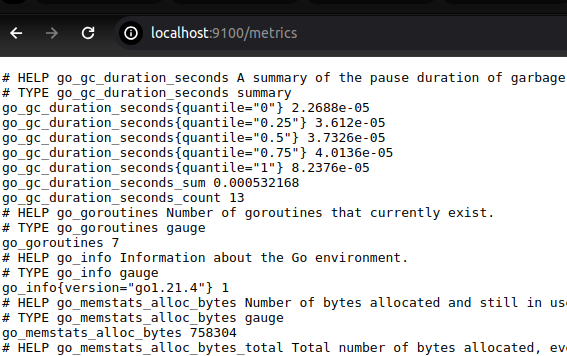 localhost:9100/metrics
# HELP go_gc_duration_seconds A summary of the pause duration of garbage
# TYPE go_gc_duration_seconds summary
go_gc_duration_seconds{quantile="0"} 2.2688e-05
go_gc_duration_seconds{quantile="0.25"} 3.612e-05
go_gc_duration_seconds{quantile="0.5"} 3.7326e-05
go_gc_duration_seconds{quantile="0.75"} 4.0136e-05
go_gc_duration_seconds{quantile="1"} 8.2376e-05
go_gc_duration_seconds_sum 0.000532168
go_gc_duration_seconds_count 13
# HELP go_goroutines Number of goroutines that currently exist.
# TYPE go_goroutines gauge
go_goroutines 7
# HELP go_info Information about the Go environment.
# TYPE go_info gauge
go_info{version="go1.21.4"} 1
# HELP go_memstats_alloc_bytes Number of bytes allocated and still in use
# TYPE go_memstats_alloc_bytes gauge
go_memstats_alloc_bytes 758304
# HELP go_memstats_alloc_bytes_total Total number of bytes allocated, eve